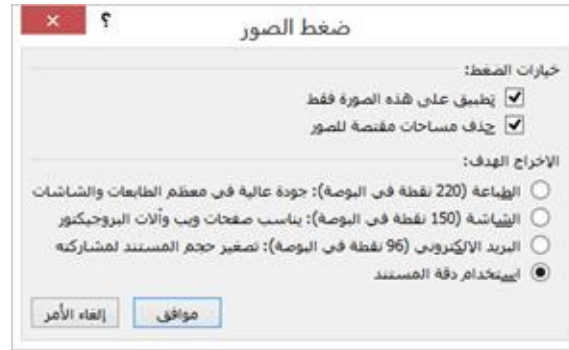 ضغط الصور
؟
خيارات الضغط:
تطبيق على هذه الصورة فقط
حذف مساحات مقتصة للصور
الإخراج الهدف:
الطباعة (220 نقطة في البوصة): جودة عالية في معظم الطابعات والشاشات
الشاشة (150 نقطة في البوصة): يناسب صفحات ويب وآلات البروجيكتور
البريد الإلكتروني (96 نقطة في البوصة): تصغير حجم المستند لمشاركته
استخدام دقة المستند
موافق
إلغاء الأمر